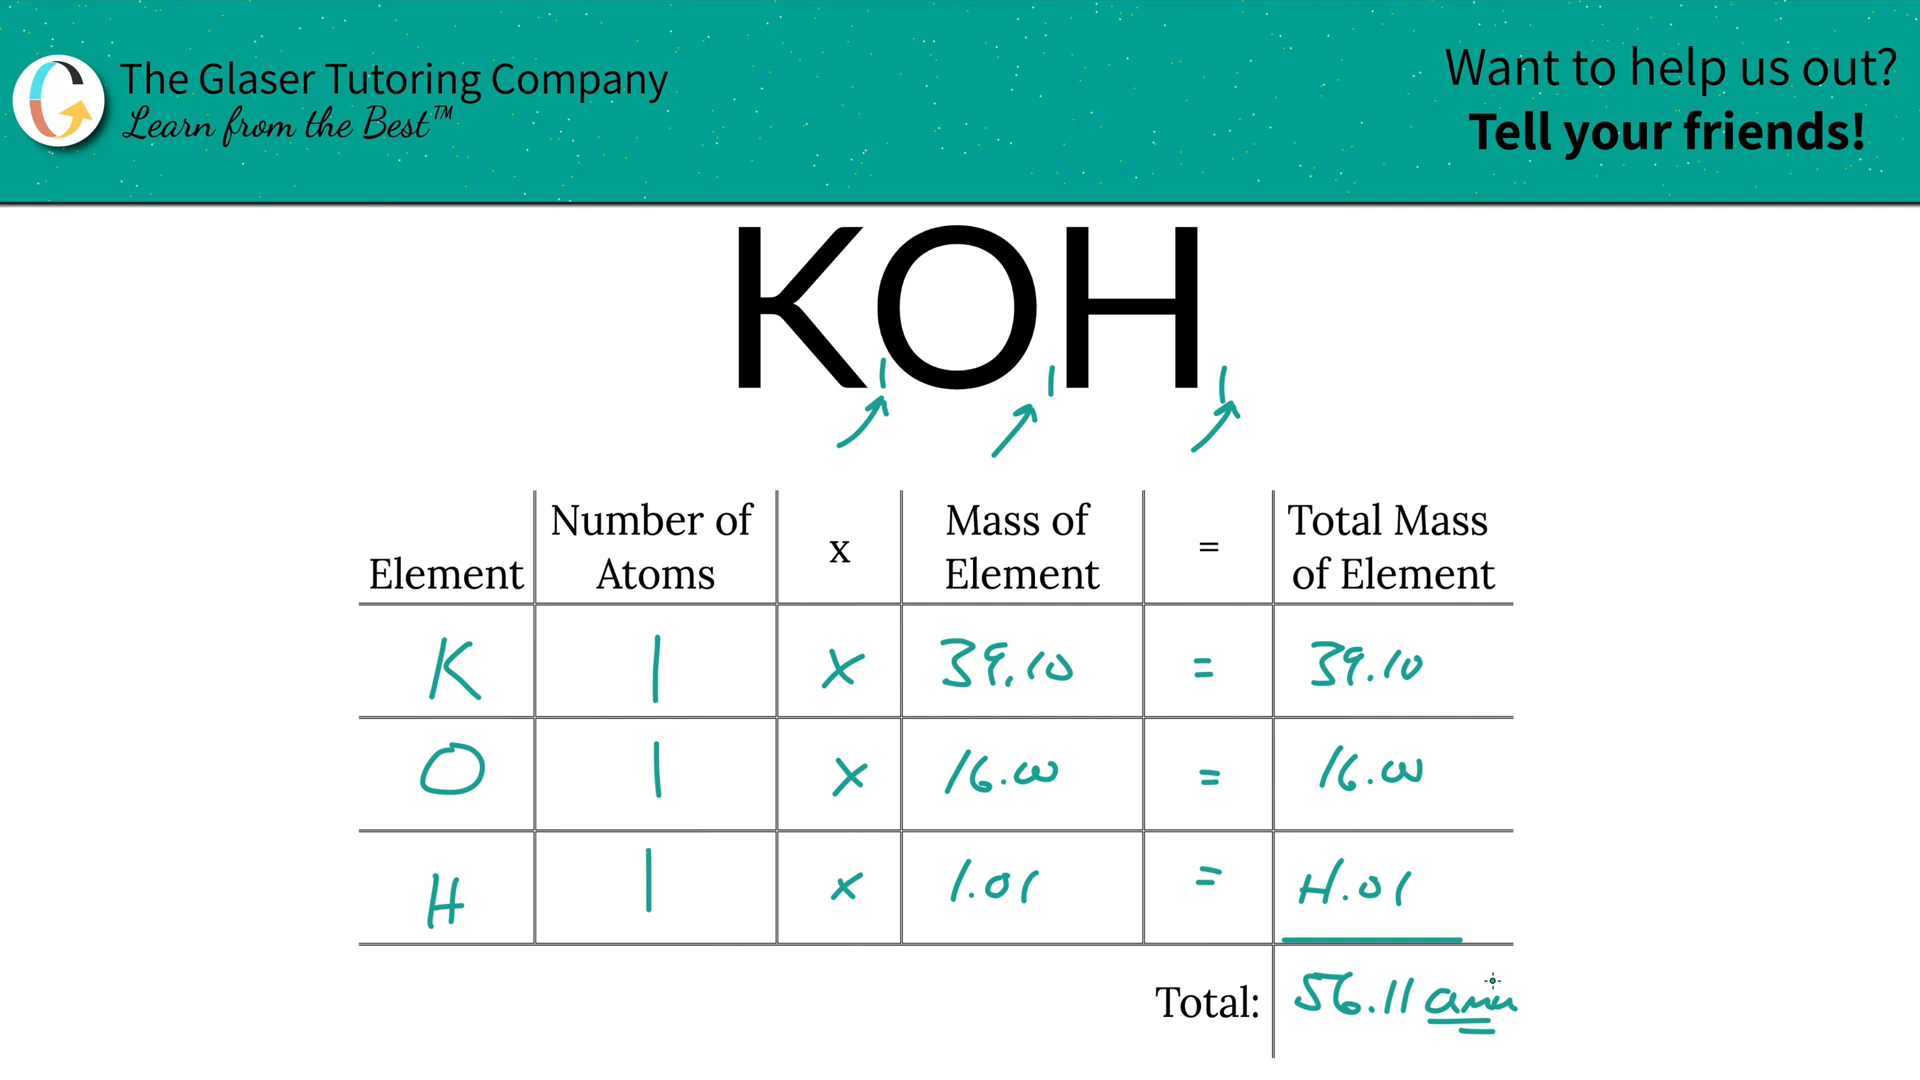 The Glaser Tutoring Company
Learn from the Best™
Want to help us out?
Tell your friends!
KOH
1 1 1
Element Number of Atoms x Mass of Element = Total Mass of Element
K 1 x 39.10 = 39.10
O 1 x 16.00 = 16.00
H 1 x 1.01 = +1.01
Total: 56.11 amu